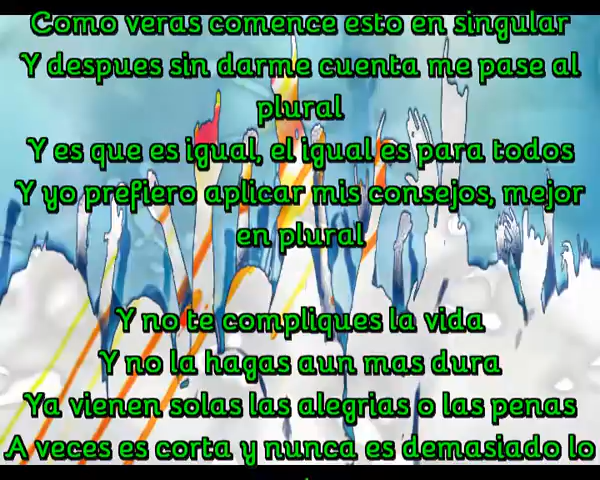 Como veras comence esto en singular
Y despues sin darme cuenta me pase al
plural
Y es que es igual, el igual es para todos
Y yo prefiero aplicar mis consejos, mejor
en plural
Y no te compliques la vida
Y no la hagas aun mas dura
Ya vienen solas las alegrias o las penas
A veces es corta y nunca es demasiado lo